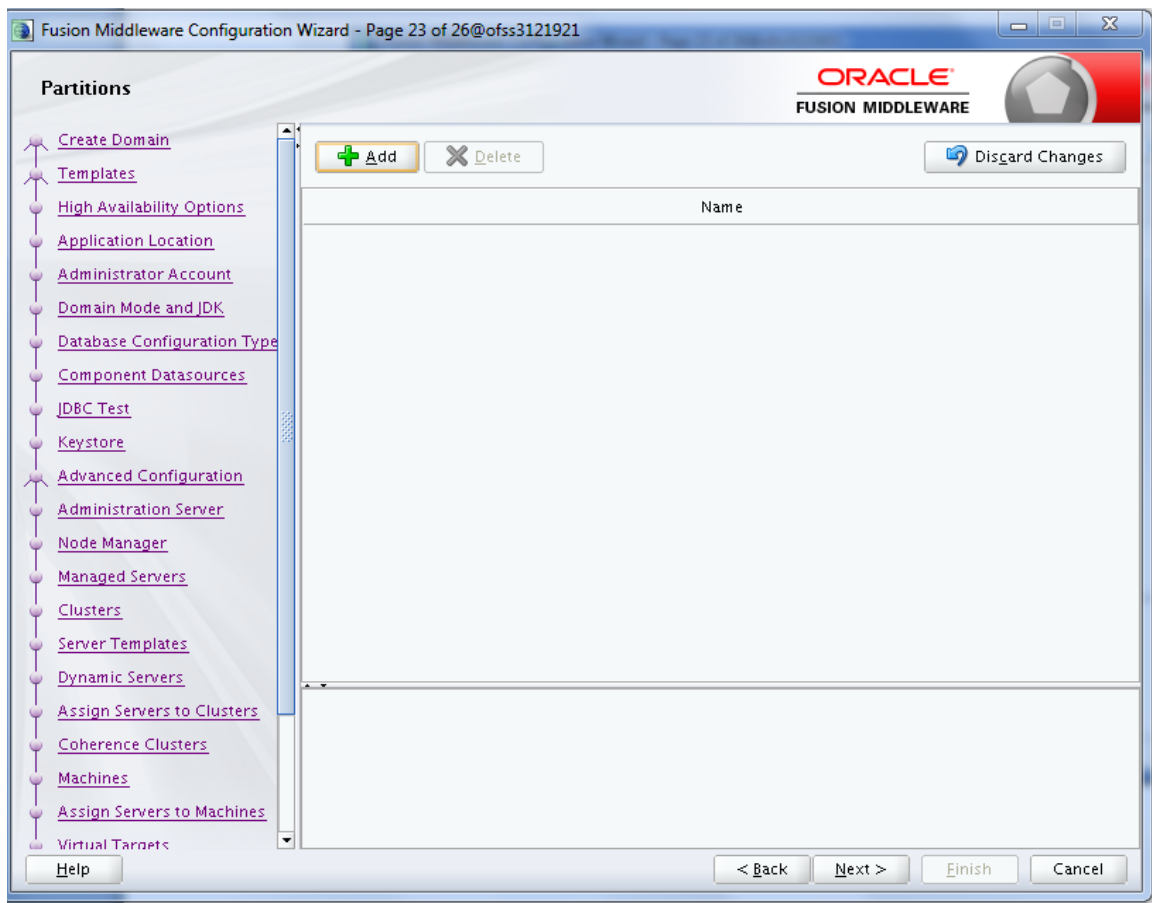 Fusion Middleware Configuration Wizard - Page 23 of 26@ofss3121921
Partitions
ORACLE
FUSION MIDDLEWARE
Create Domain
Templates
High Availability Options
Application Location
Administrator Account
Domain Mode and JDK
Database Configuration Type
Component Datasources
JDBC Test
Keystore
Advanced Configuration
Administration Server
Node Manager
Managed Servers
Clusters
Server Templates
Dynamic Servers
Assign Servers to Clusters
Coherence Clusters
Machines
Assign Servers to Machines
Virtual Targets
Add
Delete
Discard Changes
Name
Help
< Back
Next >
Finish
Cancel